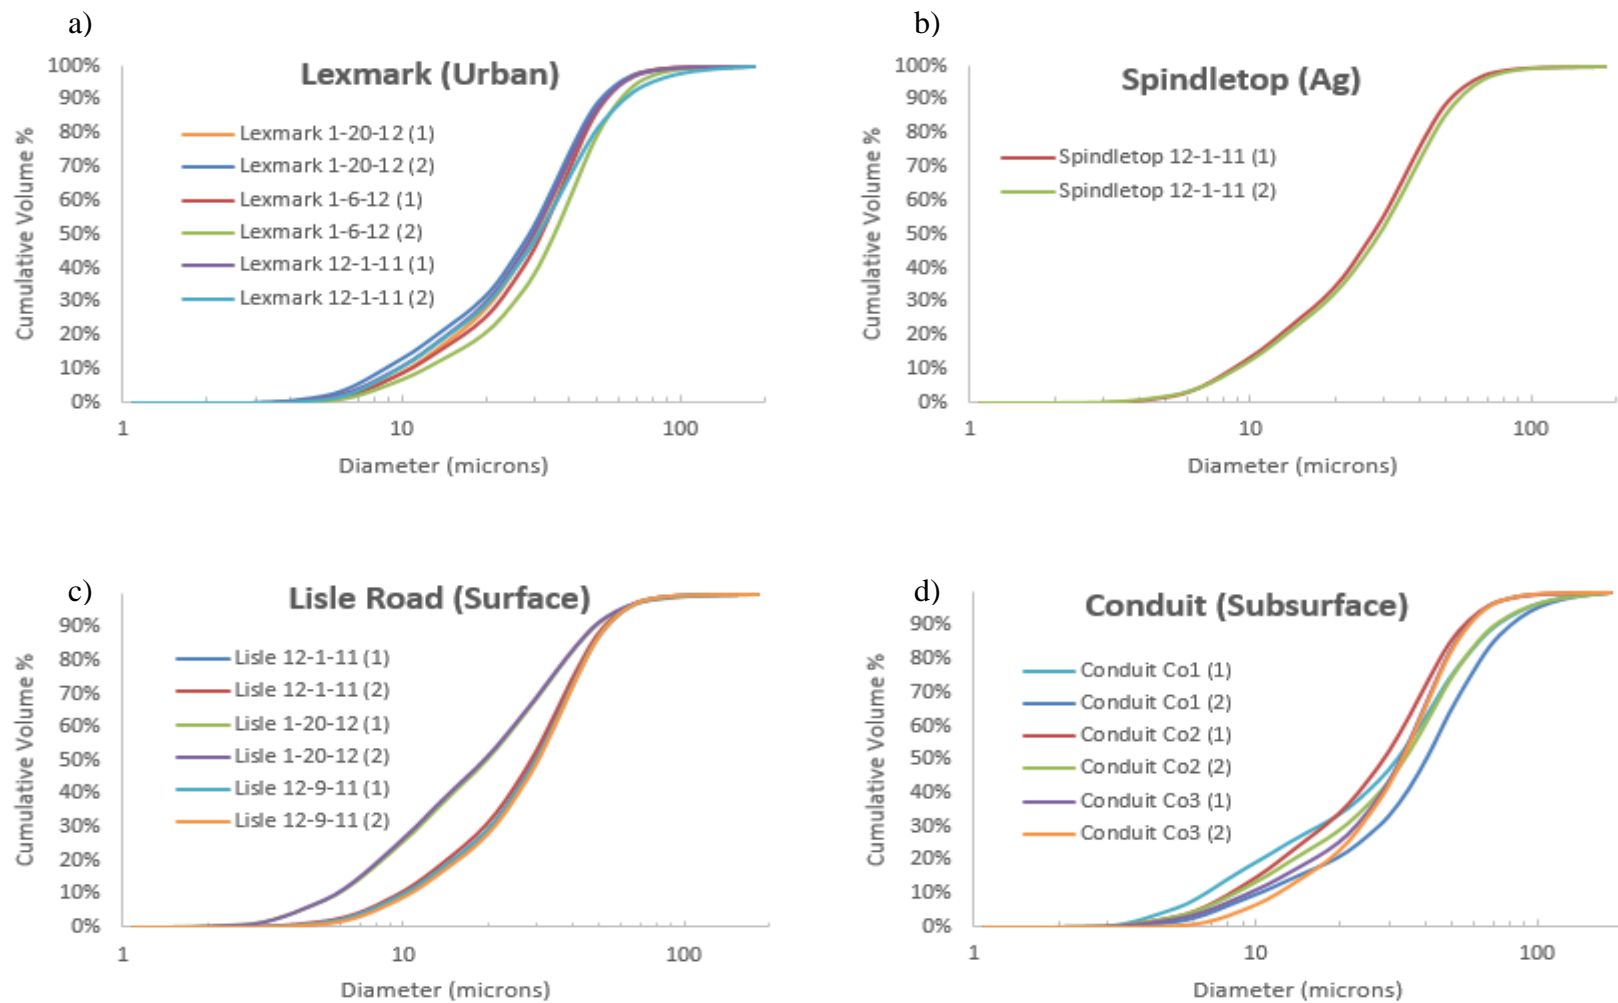 a)
Lexmark (Urban)
100%
90%
80%
70%
60%
50%
40%
30%
20%
10%
0%
Cumulative Volume %
Lexmark 1-20-12 (1)
Lexmark 1-20-12 (2)
Lexmark 1-6-12 (1)
Lexmark 1-6-12 (2)
Lexmark 12-1-11 (1)
Lexmark 12-1-11 (2)
1 10 100
Diameter (microns)
b)
Spindletop (Ag)
100%
90%
80%
70%
60%
50%
40%
30%
20%
10%
0%
Cumulative Volume %
Spindletop 12-1-11 (1)
Spindletop 12-1-11 (2)
1 10 100
Diameter (microns)
c)
Lisle Road (Surface)
90%
80%
70%
60%
50%
40%
30%
20%
10%
0%
Cumulative Volume %
Lisle 12-1-11 (1)
Lisle 12-1-11 (2)
Lisle 1-20-12 (1)
Lisle 1-20-12 (2)
Lisle 12-9-11 (1)
Lisle 12-9-11 (2)
1 10 100
Diameter (microns)
d)
Conduit (Subsurface)
90%
80%
70%
60%
50%
40%
30%
20%
10%
0%
Cumulative Volume %
Conduit Co1 (1)
Conduit Co1 (2)
Conduit Co2 (1)
Conduit Co2 (2)
Conduit Co3 (1)
Conduit Co3 (2)
1 10 100
Diameter (microns)